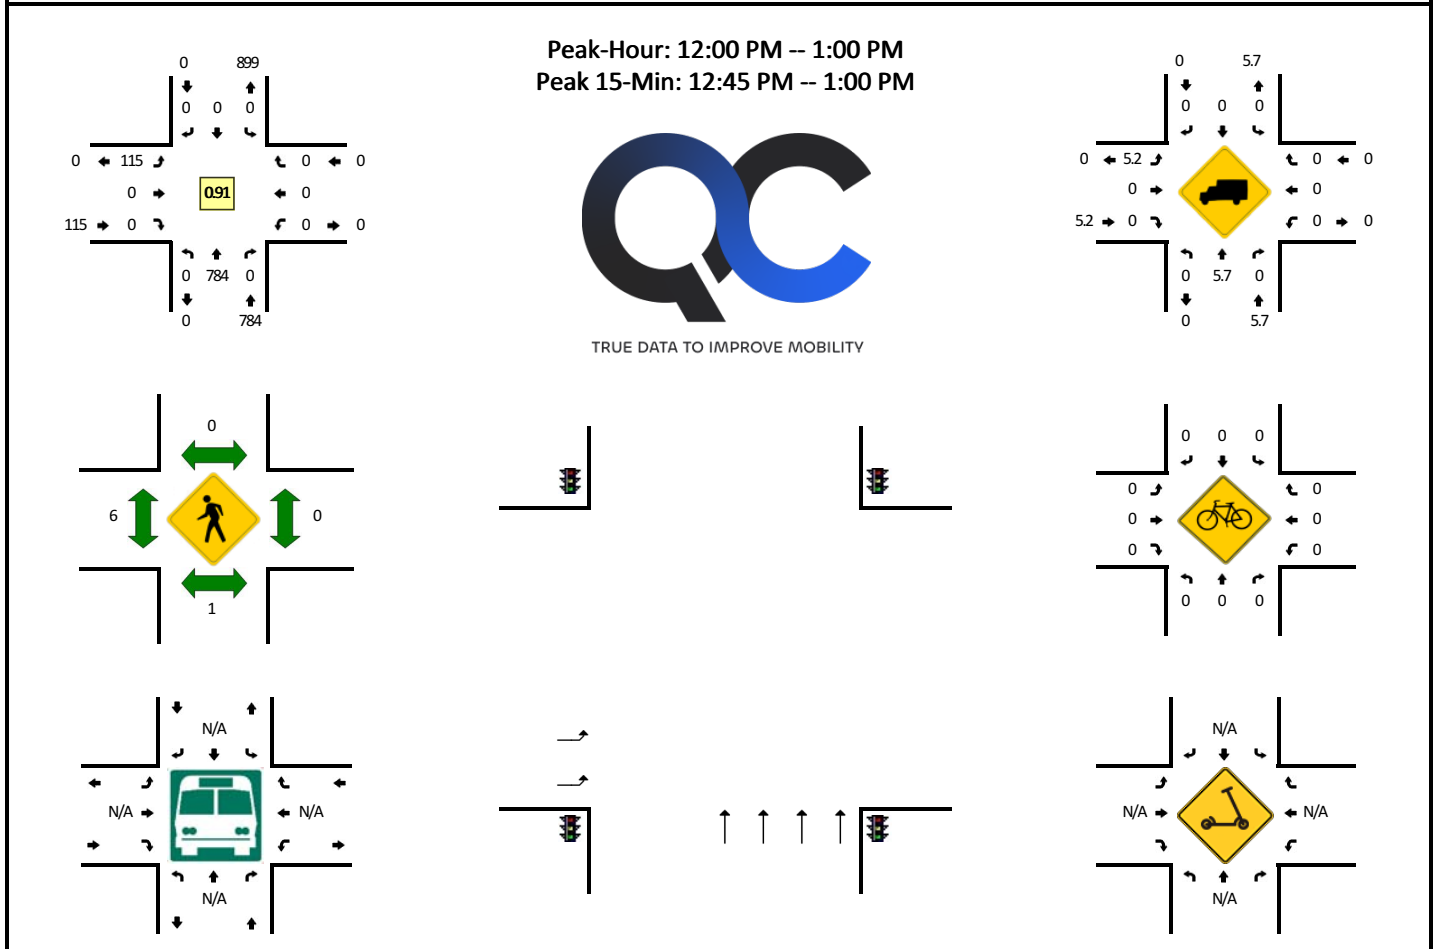 Peak-Hour: 12:00 PM -- 1:00 PM
Peak 15-Min: 12:45 PM -- 1:00 PM
0 899
0 0 0
0 115 0 0
0 0.91 0
115 0 0 0
0 784 0
0 784
QC
TRUE DATA TO IMPROVE MOBILITY
0 5.7
0 0 0
0 5.2 0 0
0 0
5.2 0 0 0
0 5.7 0
0 5.7
0
6 0
1
0 0 0
0 0
0 0
0 0
0 0 0
N/A
N/A N/A
N/A
N/A
N/A N/A
N/A